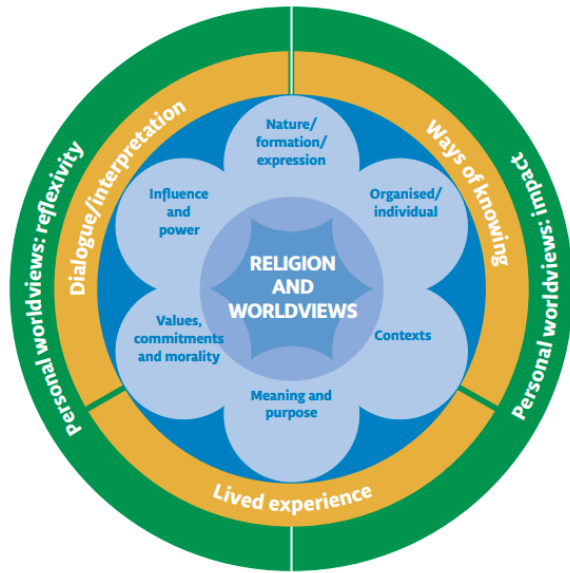 Personal worldviews: reflexivity
Personal worldviews: impact
Dialogue/interpretation
Ways of knowing
Lived experience
Nature/
formation/
expression
Organised/
individual
Contexts
Meaning and
purpose
Values,
commitments
and morality
Influence
and
power
RELIGION
AND
WORLDVIEWS